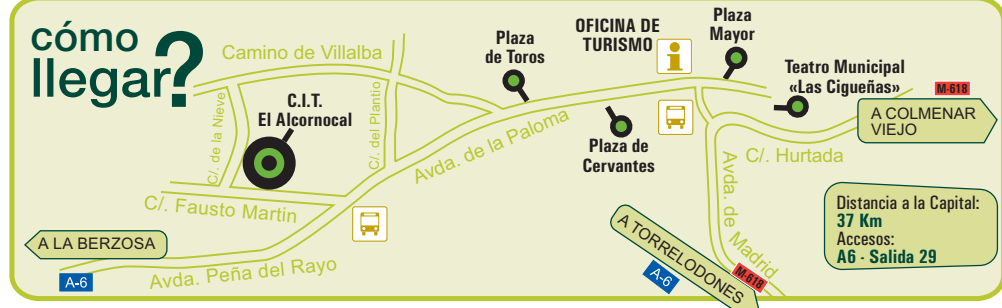 cómo
llegar?
Camino de Villalba
C/. de la Nieve
C.I.T.
El Alcornocal
C/. del Plantío
C/. Fausto Martin
A LA BERZOSA
A-6
Avda. Peña del Rayo
Avda. de la Paloma
Plaza
de Toros
OFICINA DE
TURISMO
Plaza
Mayor
Plaza de
Cervantes
Teatro Municipal
«Las Cigueñas»
M-618
A COLMENAR
VIEJO
C/. Hurtada
Avda. de Madrid
A TORRELODONES
A-6
M-618
Distancia a la Capital:
37 Km
Accesos:
A6 - Salida 29